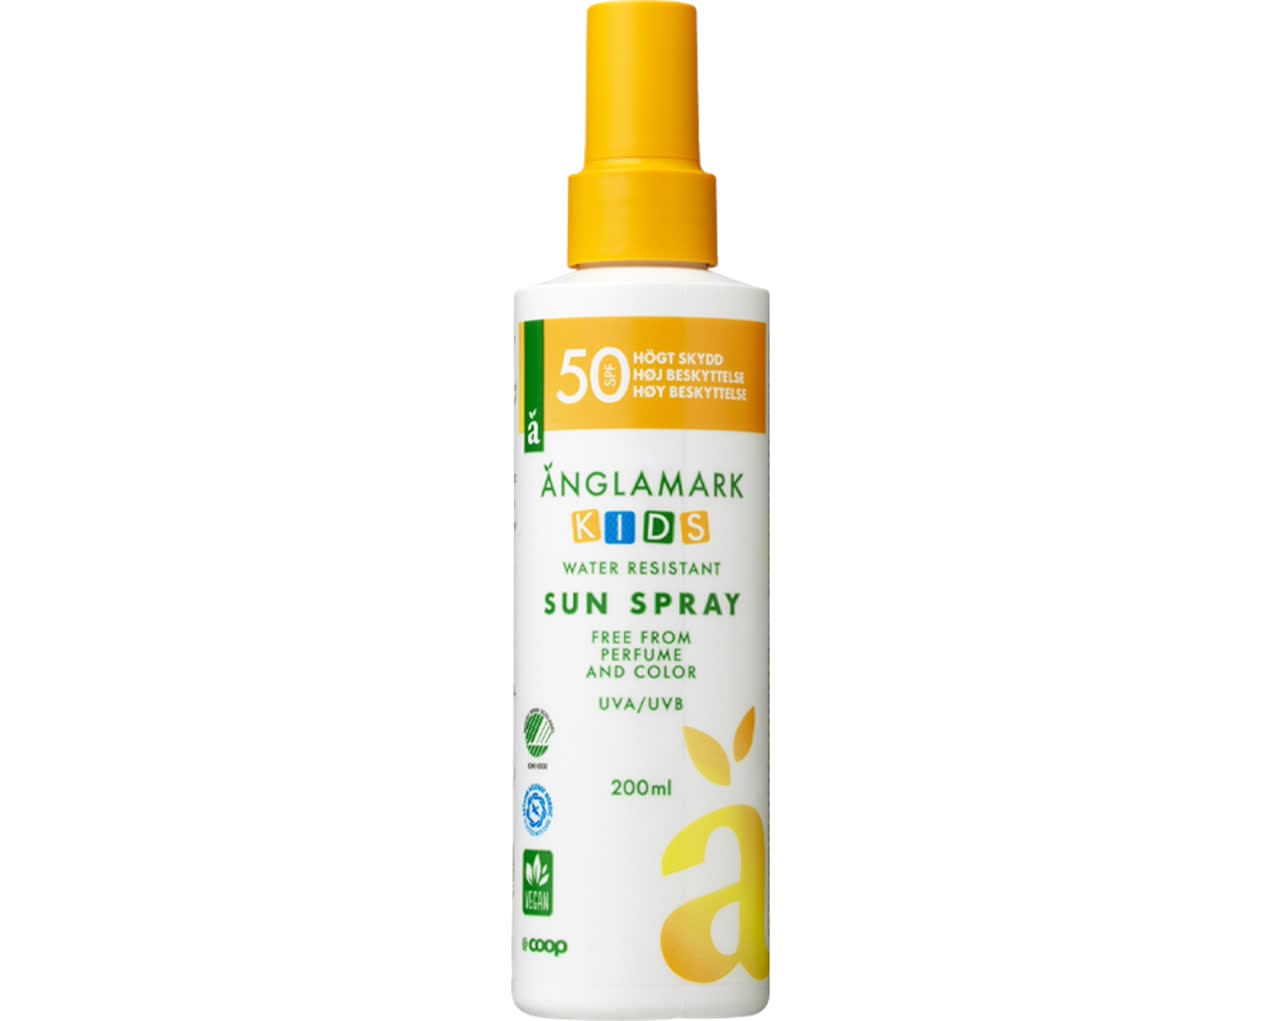 50 SPF
HÖGT SKYDD
HØJ BESKYTTELSE
HØY BESKYTTELSE
å
ÄNGLAMARK
KIDS
WATER RESISTANT
SUN SPRAY
FREE FROM
PERFUME
AND COLOR
UVA/UVB
200ml
VEGAN
coop
a